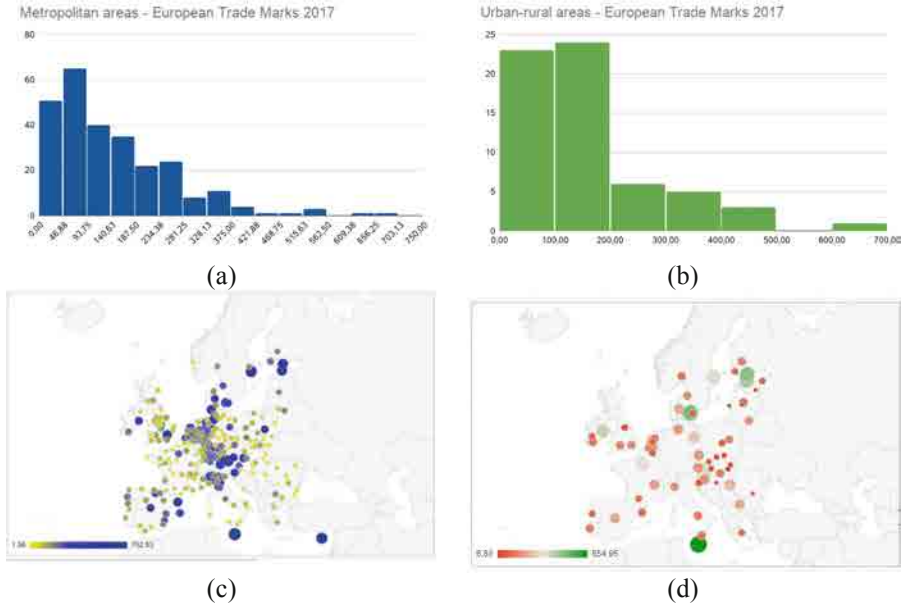 Metropolitan areas - European Trade Marks 2017
80
60
40
20
0
0,00 46,88 93,75 140,63 187,50 234,38 281,25 328,13 375,00 421,88 468,75 515,63 562,50 609,38 656,25 703,13 750,00
(a)
Urban-rural areas - European Trade Marks 2017
25
20
15
10
5
0
0,00 100,00 200,00 300,00 400,00 500,00 600,00 700,00
(b)
(c)
554.95
(d)